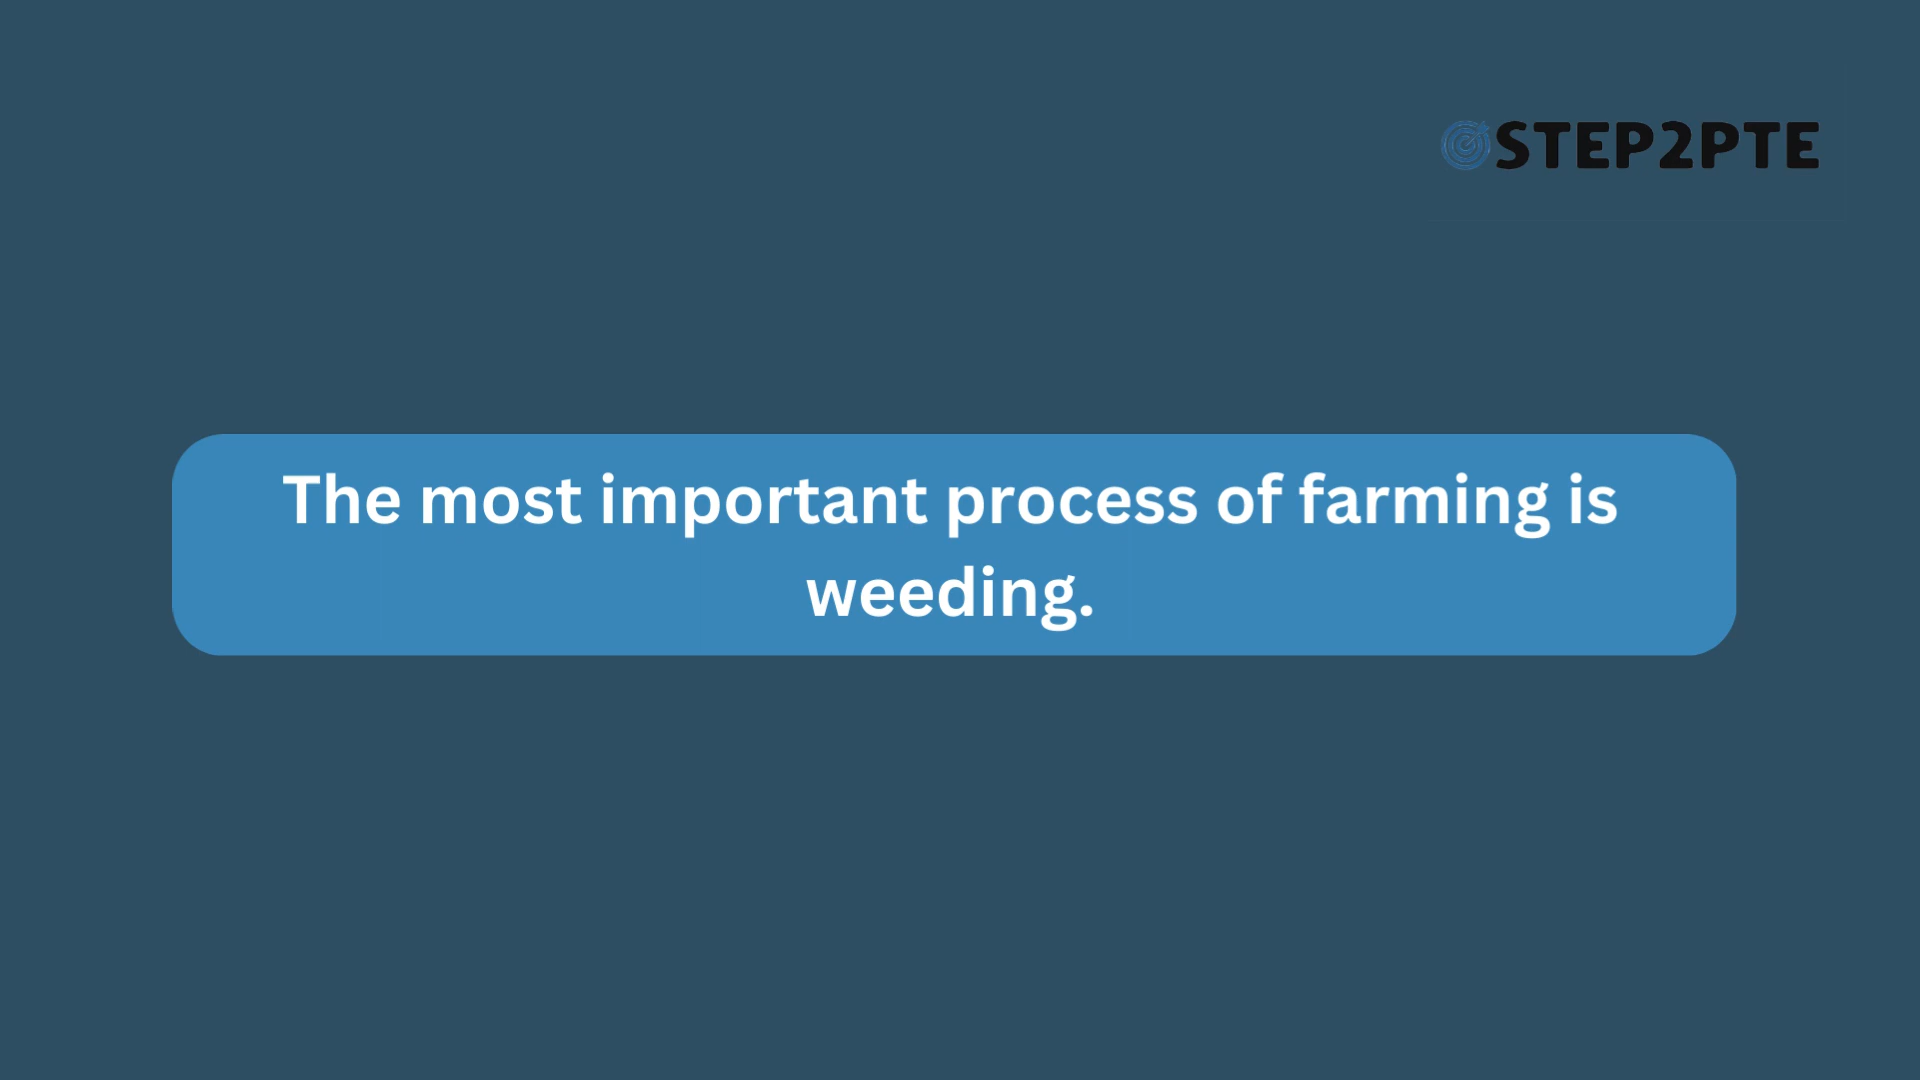 STEP2PTE
The most important process of farming is
weeding.